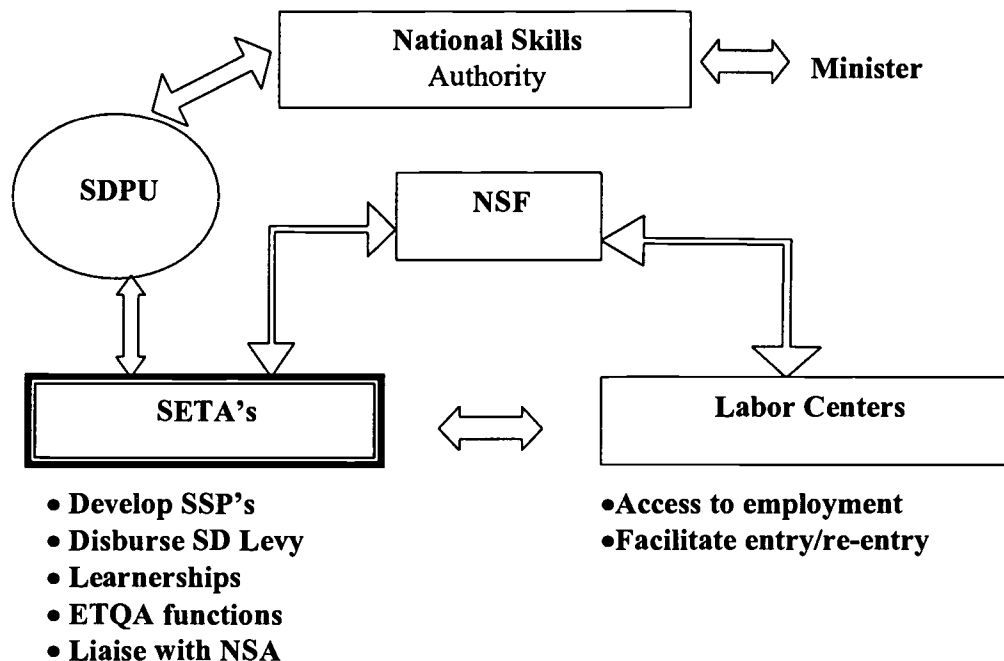 National Skills
Authority
Minister
SDPU
NSF
SETA's
Labor Centers
• Develop SSP's
• Disburse SD Levy
• Learnerships
• ETQA functions
• Liaise with NSA
•Access to employment
•Facilitate entry/re-entry